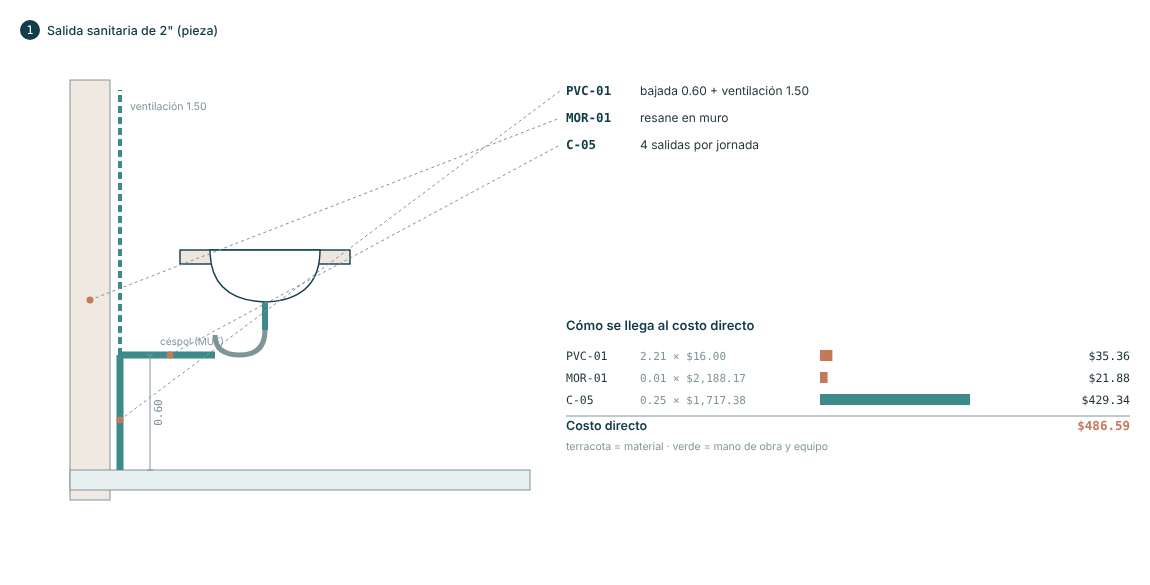 1 Salida sanitaria de 2" (pieza)
ventilación 1.50
PVC-01 bajada 0.60 + ventilación 1.50
MOR-01 resane en muro
C-05 4 salidas por jornada
céspol (MUE)
0.60
Cómo se llega al costo directo
PVC-01 2.21 × $16.00 $35.36
MOR-01 0.01 × $2,188.17 $21.88
C-05 0.25 × $1,717.38 $429.34
Costo directo $486.59
terracota = material · verde = mano de obra y equipo